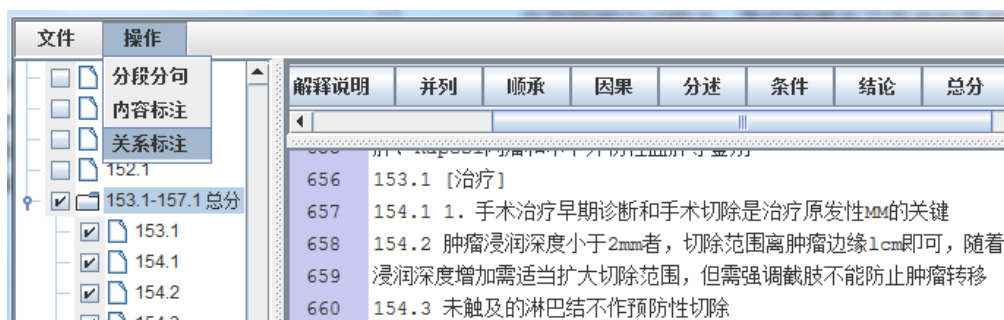 文件 操作
分段分句
内容标注
关系标注
152.1
153.1-157.1 总分
153.1
154.1
154.2
解释说明 并列 顺承 因果 分述 条件 结论 总分
656 153.1 [治疗]
657 154.1 1. 手术治疗早期诊断和手术切除是治疗原发性MM的关键
658 154.2 肿瘤浸润深度小于2mm者，切除范围离肿瘤边缘1cm即可，随着
659 浸润深度增加需适当扩大切除范围，但需强调截肢不能防止肿瘤转移
660 154.3 未触及的淋巴结不作预防性切除